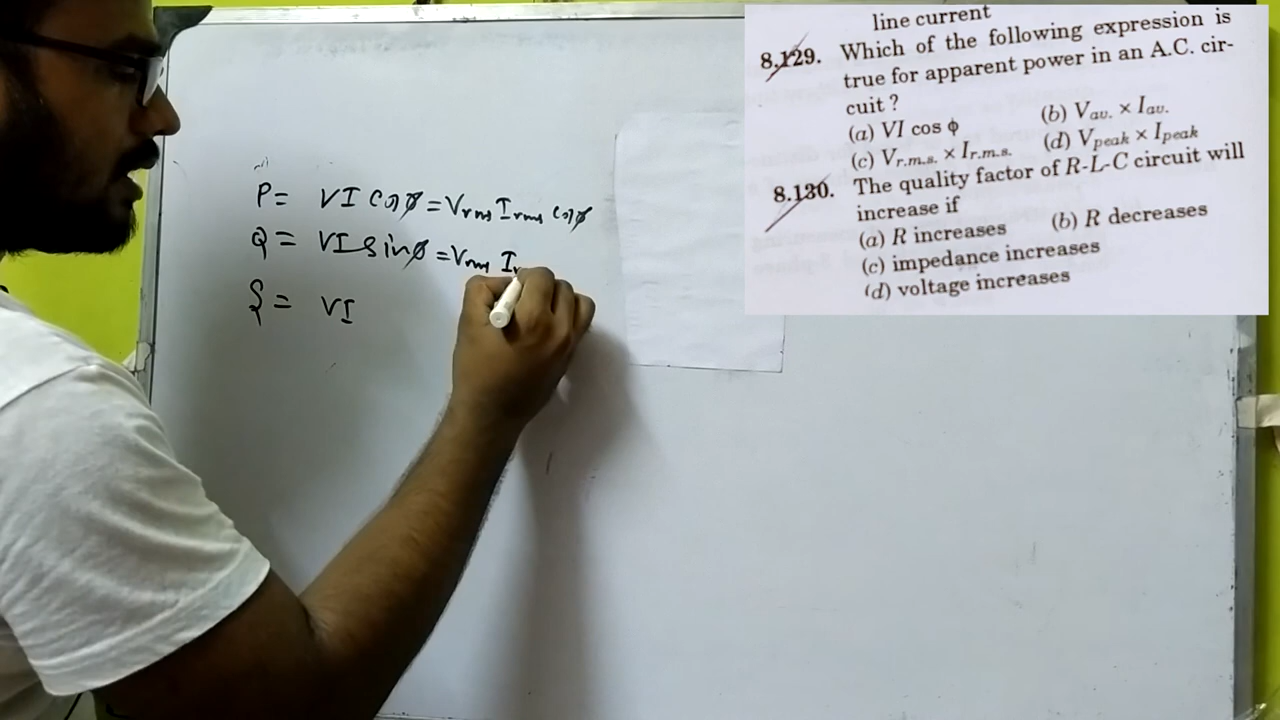 P = VI cosφ = Vrms Irms cosφ
Q = VI sinφ = Vrms Ir
S = VI
line current
8.129. Which of the following expression is
true for apparent power in an A.C. cir-
cuit ?
(a) VI cos ϕ (b) Vav. × Iav.
(c) Vr.m.s. × Ir.m.s. (d) Vpeak × Ipeak
8.130. The quality factor of R-L-C circuit will
increase if
(a) R increases (b) R decreases
(c) impedance increases
(d) voltage increases